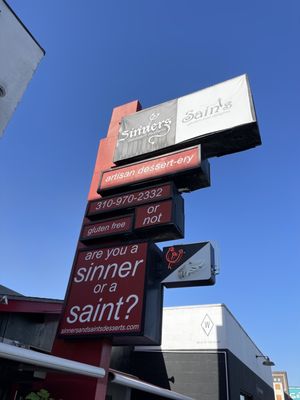 Sinners
&
Saints
artisan dessert-ery
310-970-2332
gluten free
or
not
are you a
sinner
or a
saint?
sinnersandsaintsdesserts.com
W